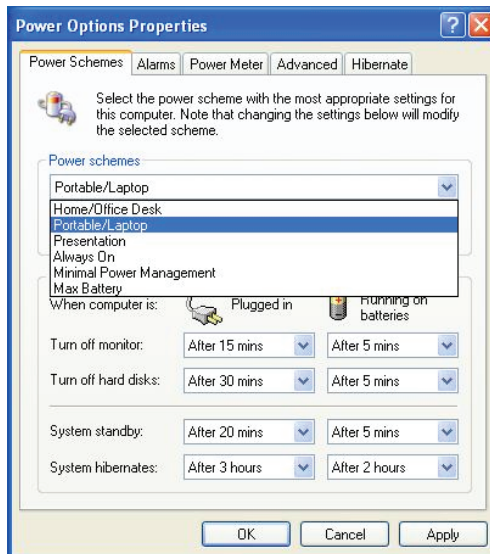 Power Options Properties
Power Schemes Alarms Power Meter Advanced Hibernate
Select the power scheme with the most appropriate settings for
this computer. Note that changing the settings below will modify
the selected scheme.
Power schemes
Portable/Laptop
Home/Office Desk
Portable/Laptop
Presentation
Always On
Minimal Power Management
Max Battery
When computer is: Plugged in Running on
batteries
Turn off monitor: After 15 mins After 5 mins
Turn off hard disks: After 30 mins After 5 mins
System standby: After 20 mins After 5 mins
System hibernates: After 3 hours After 2 hours
OK Cancel Apply